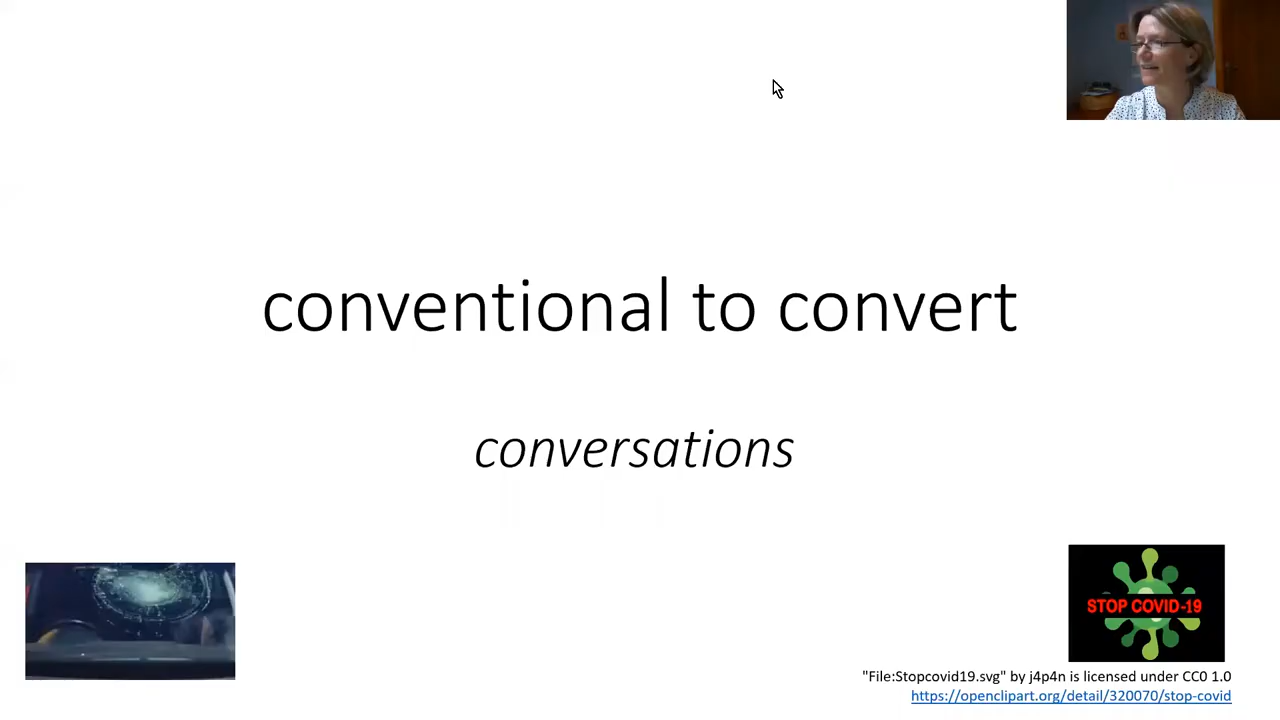 conventional to convert
conversations
STOP COVID-19
"File:Stopcovid19.svg" by j4p4n is licensed under CC0 1.0
https://openclipart.org/detail/320070/stop-covid